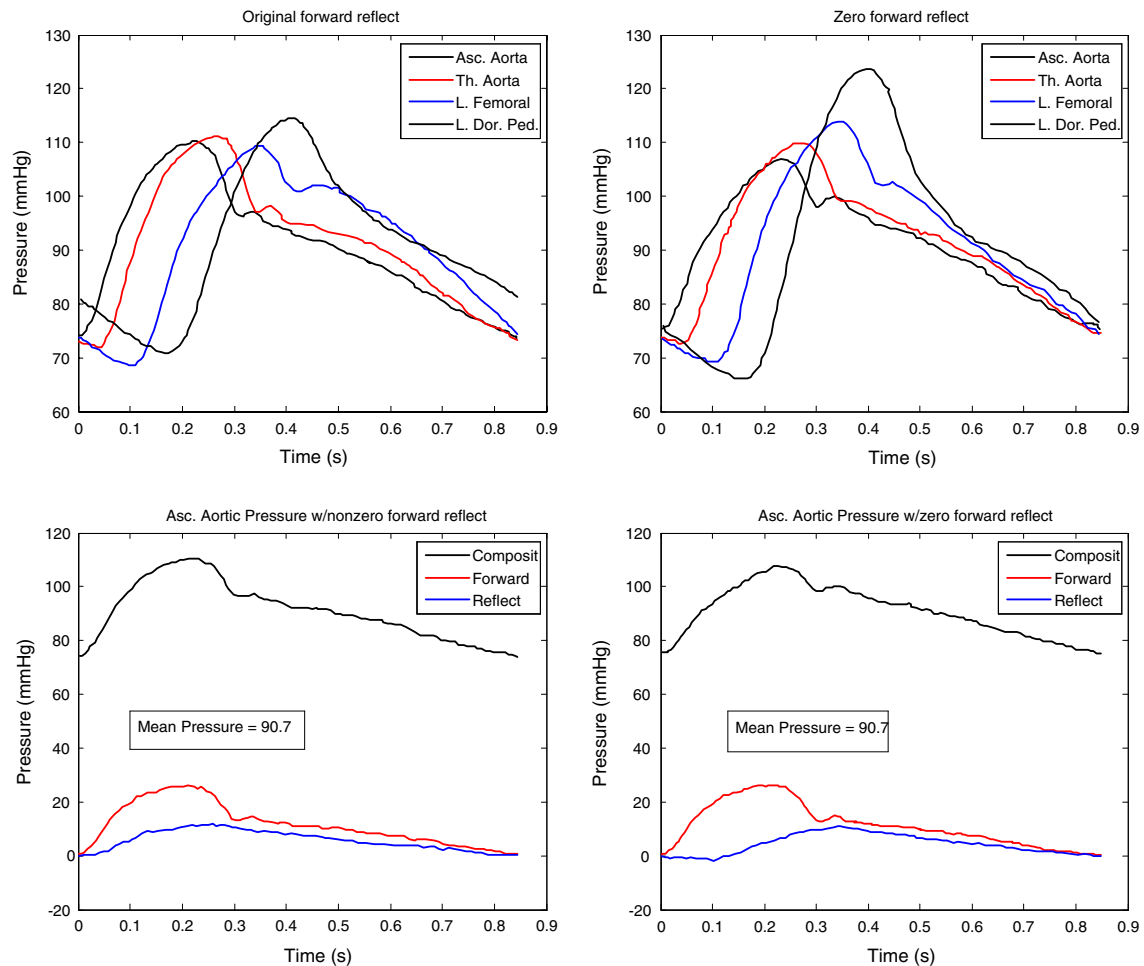 Original forward reflect
130
120
110
100
90
80
70
60
Pressure (mmHg)
Asc. Aorta
Th. Aorta
L. Femoral
L. Dor. Ped.
0 0.1 0.2 0.3 0.4 0.5 0.6 0.7 0.8 0.9
Time (s)
Zero forward reflect
130
120
110
100
90
80
70
60
Pressure (mmHg)
Asc. Aorta
Th. Aorta
L. Femoral
L. Dor. Ped.
0 0.1 0.2 0.3 0.4 0.5 0.6 0.7 0.8 0.9
Time (s)
Asc. Aortic Pressure w/nonzero forward reflect
120
100
80
60
40
20
0
-20
Pressure (mmHg)
Composit
Forward
Reflect
Mean Pressure = 90.7
0 0.1 0.2 0.3 0.4 0.5 0.6 0.7 0.8 0.9
Time (s)
Asc. Aortic Pressure w/zero forward reflect
120
100
80
60
40
20
0
-20
Pressure (mmHg)
Composit
Forward
Reflect
Mean Pressure = 90.7
0 0.1 0.2 0.3 0.4 0.5 0.6 0.7 0.8 0.9
Time (s)